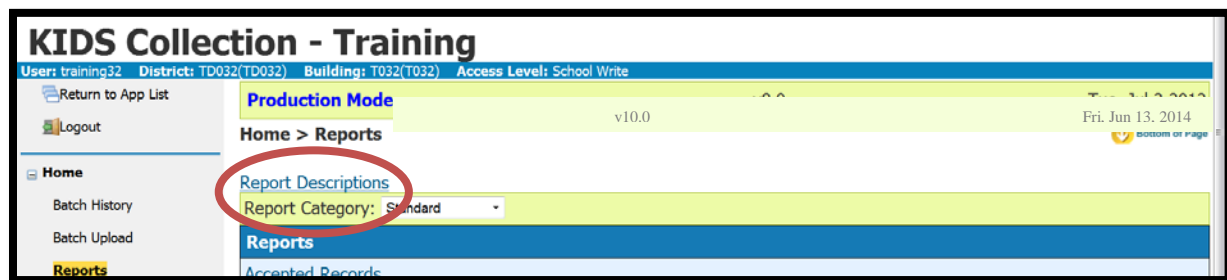 KIDS Collection - Training
User: training32 District: TD032(TD032) Building: T032(T032) Access Level: School Write
Return to App List
Logout
Home
Batch History
Batch Upload
Reports
Production Mode
v10.0 Fri. Jun 13. 2014
Home > Reports
Bottom of Page
Report Descriptions
Report Category: Standard
Reports
Accepted Records